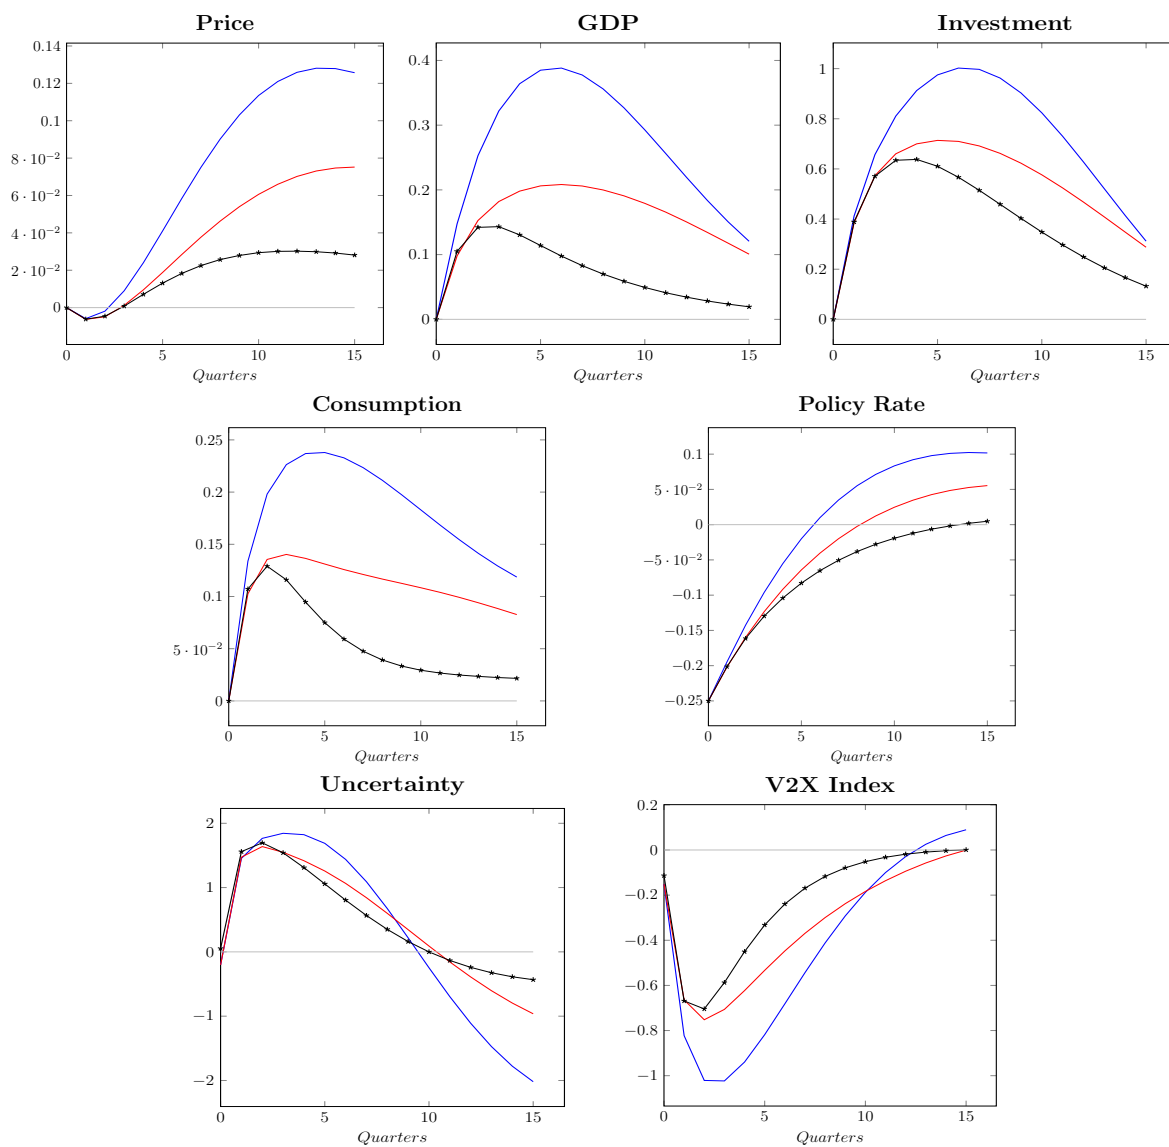 Price
GDP
Investment
0.14
0.12
0.1
8 · 10⁻²
6 · 10⁻²
4 · 10⁻²
2 · 10⁻²
0
0 5 10 15
Quarters
0.4
0.3
0.2
0.1
0
0 5 10 15
Quarters
1
0.8
0.6
0.4
0.2
0
0 5 10 15
Quarters
Consumption
Policy Rate
0.25
0.2
0.15
0.1
5 · 10⁻²
0
0 5 10 15
Quarters
0.1
5 · 10⁻²
0
−5 · 10⁻²
−0.1
−0.15
−0.2
−0.25
0 5 10 15
Quarters
Uncertainty
V2X Index
2
1
0
−1
−2
0 5 10 15
Quarters
0.2
0
−0.2
−0.4
−0.6
−0.8
−1
0 5 10 15
Quarters